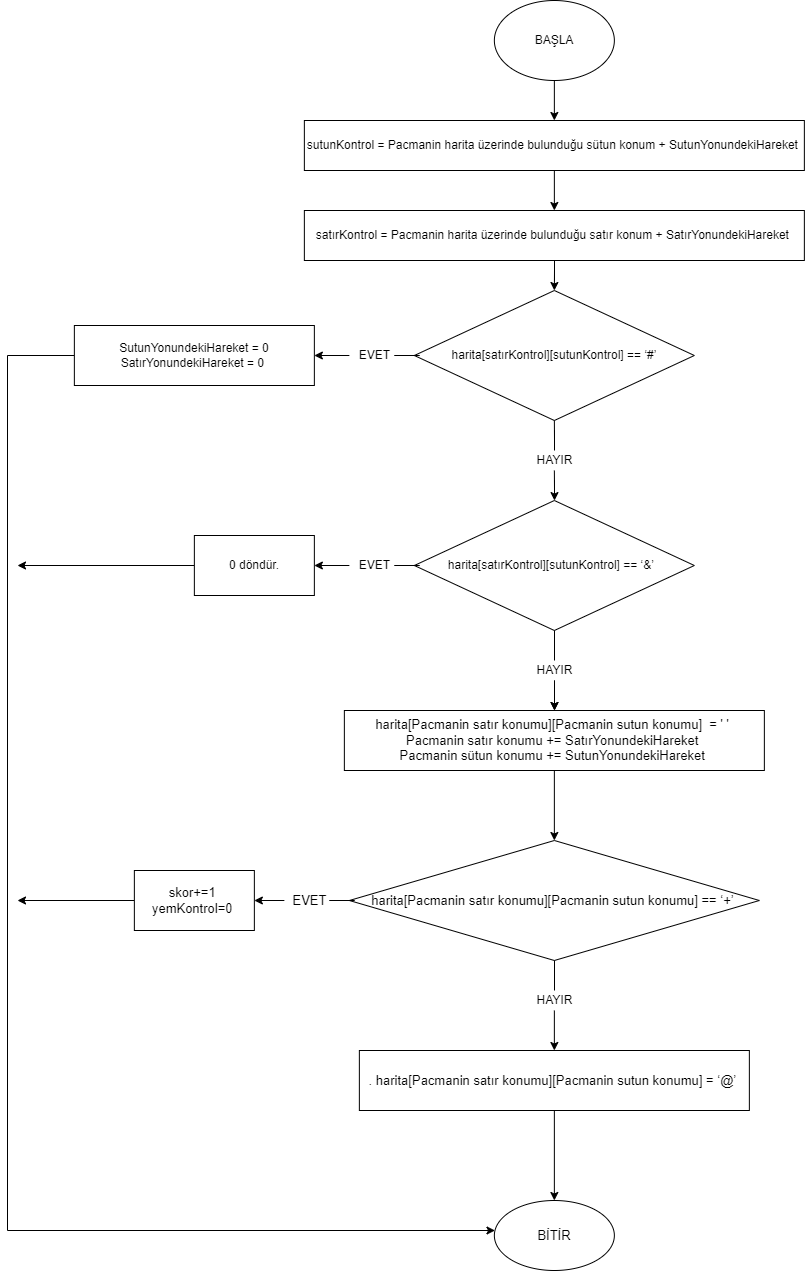 BAŞLA
sutunKontrol = Pacmanin harita üzerinde bulunduğu sütun konum + SutunYonundekiHareket
satırKontrol = Pacmanin harita üzerinde bulunduğu satır konum + SatırYonundekiHareket
SutunYonundekiHareket = 0
SatırYonundekiHareket = 0
EVET
harita[satırKontrol][sutunKontrol] == ‘#’
HAYIR
0 döndür.
EVET
harita[satırKontrol][sutunKontrol] == ‘&’
HAYIR
harita[Pacmanin satır konumu][Pacmanin sutun konumu] = ' '
Pacmanin satır konumu += SatırYonundekiHareket
Pacmanin sütun konumu += SutunYonundekiHareket
skor+=1
yemKontrol=0
EVET
harita[Pacmanin satır konumu][Pacmanin sutun konumu] == ‘+’
HAYIR
. harita[Pacmanin satır konumu][Pacmanin sutun konumu] = ‘@’
BİTİR